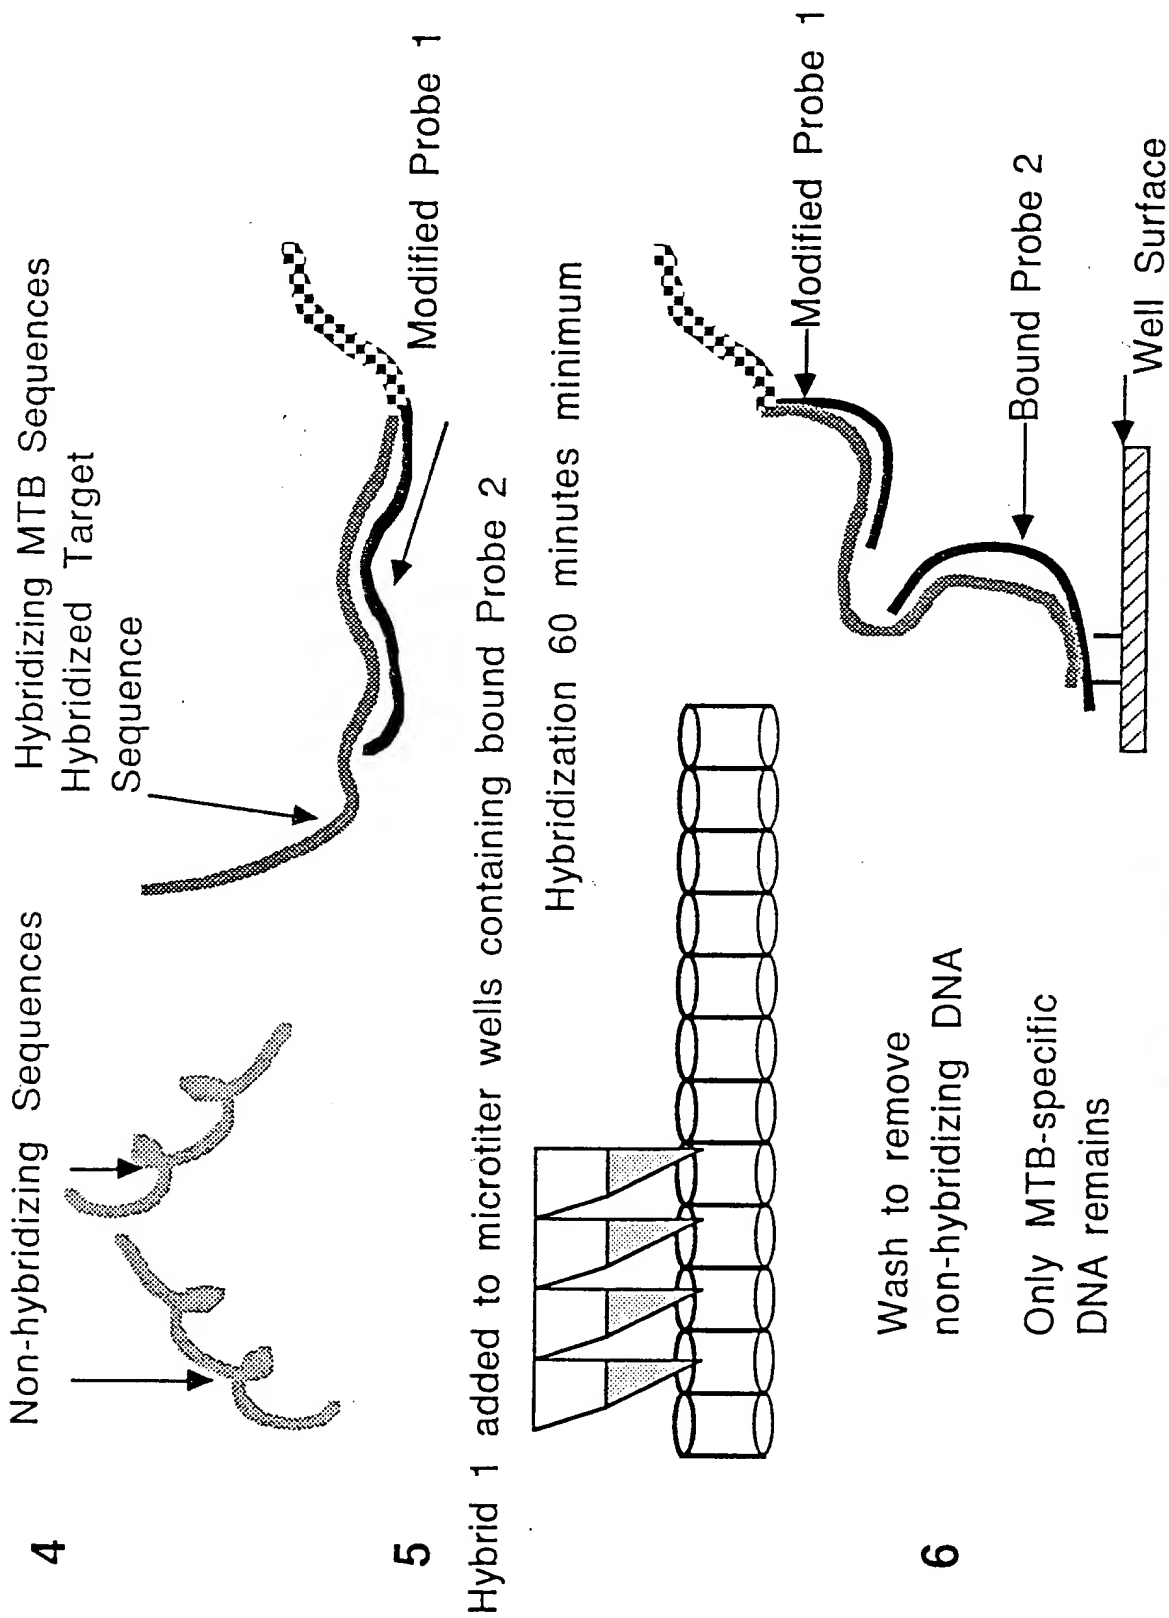 4
Non-hybridizing Sequences
Hybridizing MTB Sequences
Hybridized Target
Sequence
Modified Probe 1
5
Hybrid 1 added to microtiter wells containing bound Probe 2
Hybridization 60 minutes minimum
6
Wash to remove
non-hybridizing DNA
Only MTB-specific
DNA remains
Modified Probe 1
Bound Probe 2
Well Surface